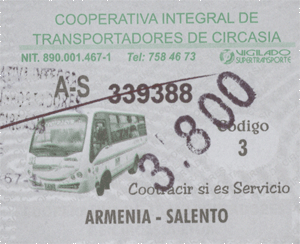 COOPERATIVA INTEGRAL DE
TRANSPORTADORES DE CIRCASIA
NIT. 890.001.467-1 Tel: 758 46 73
VIGILADO
SUPERTRANSPORTE
A-S 339388
3.800
Código
3
Cootracir si es Servicio
ARMENIA - SALENTO